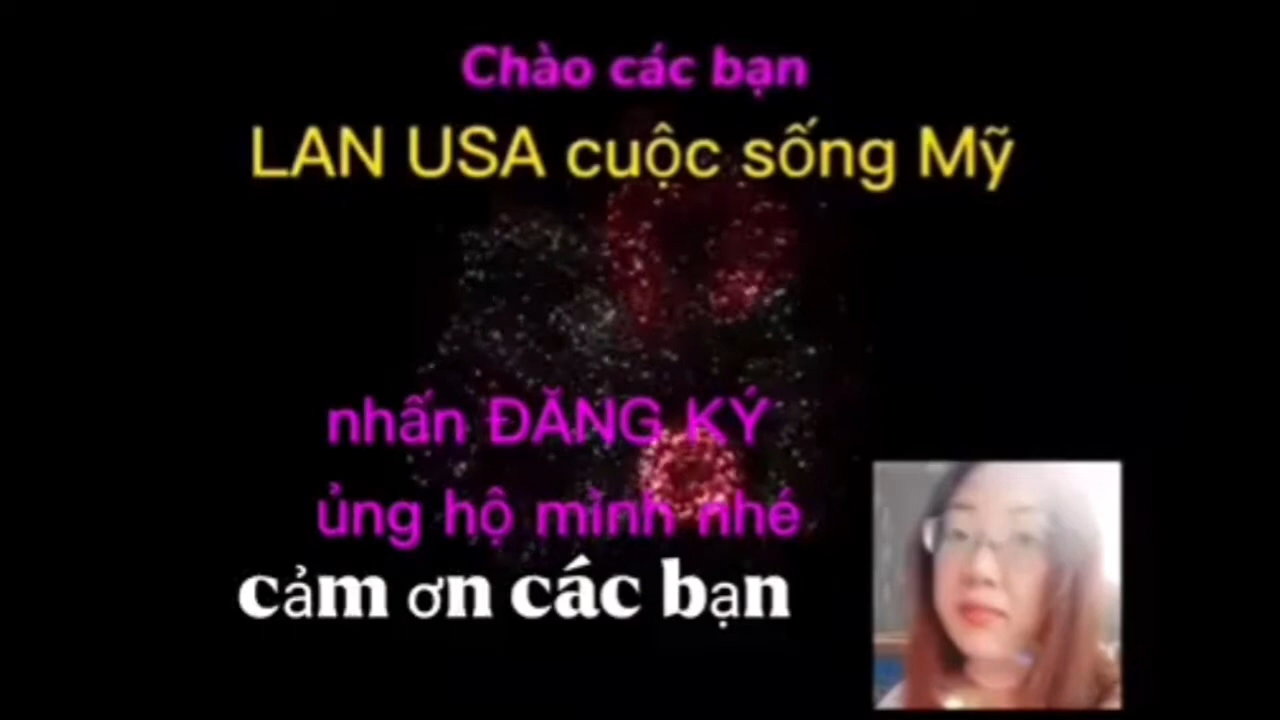 Chào các bạn
LAN USA cuộc sống Mỹ
nhấn ĐĂNG KÝ
ủng hộ mình nhé
cảm ơn các bạn